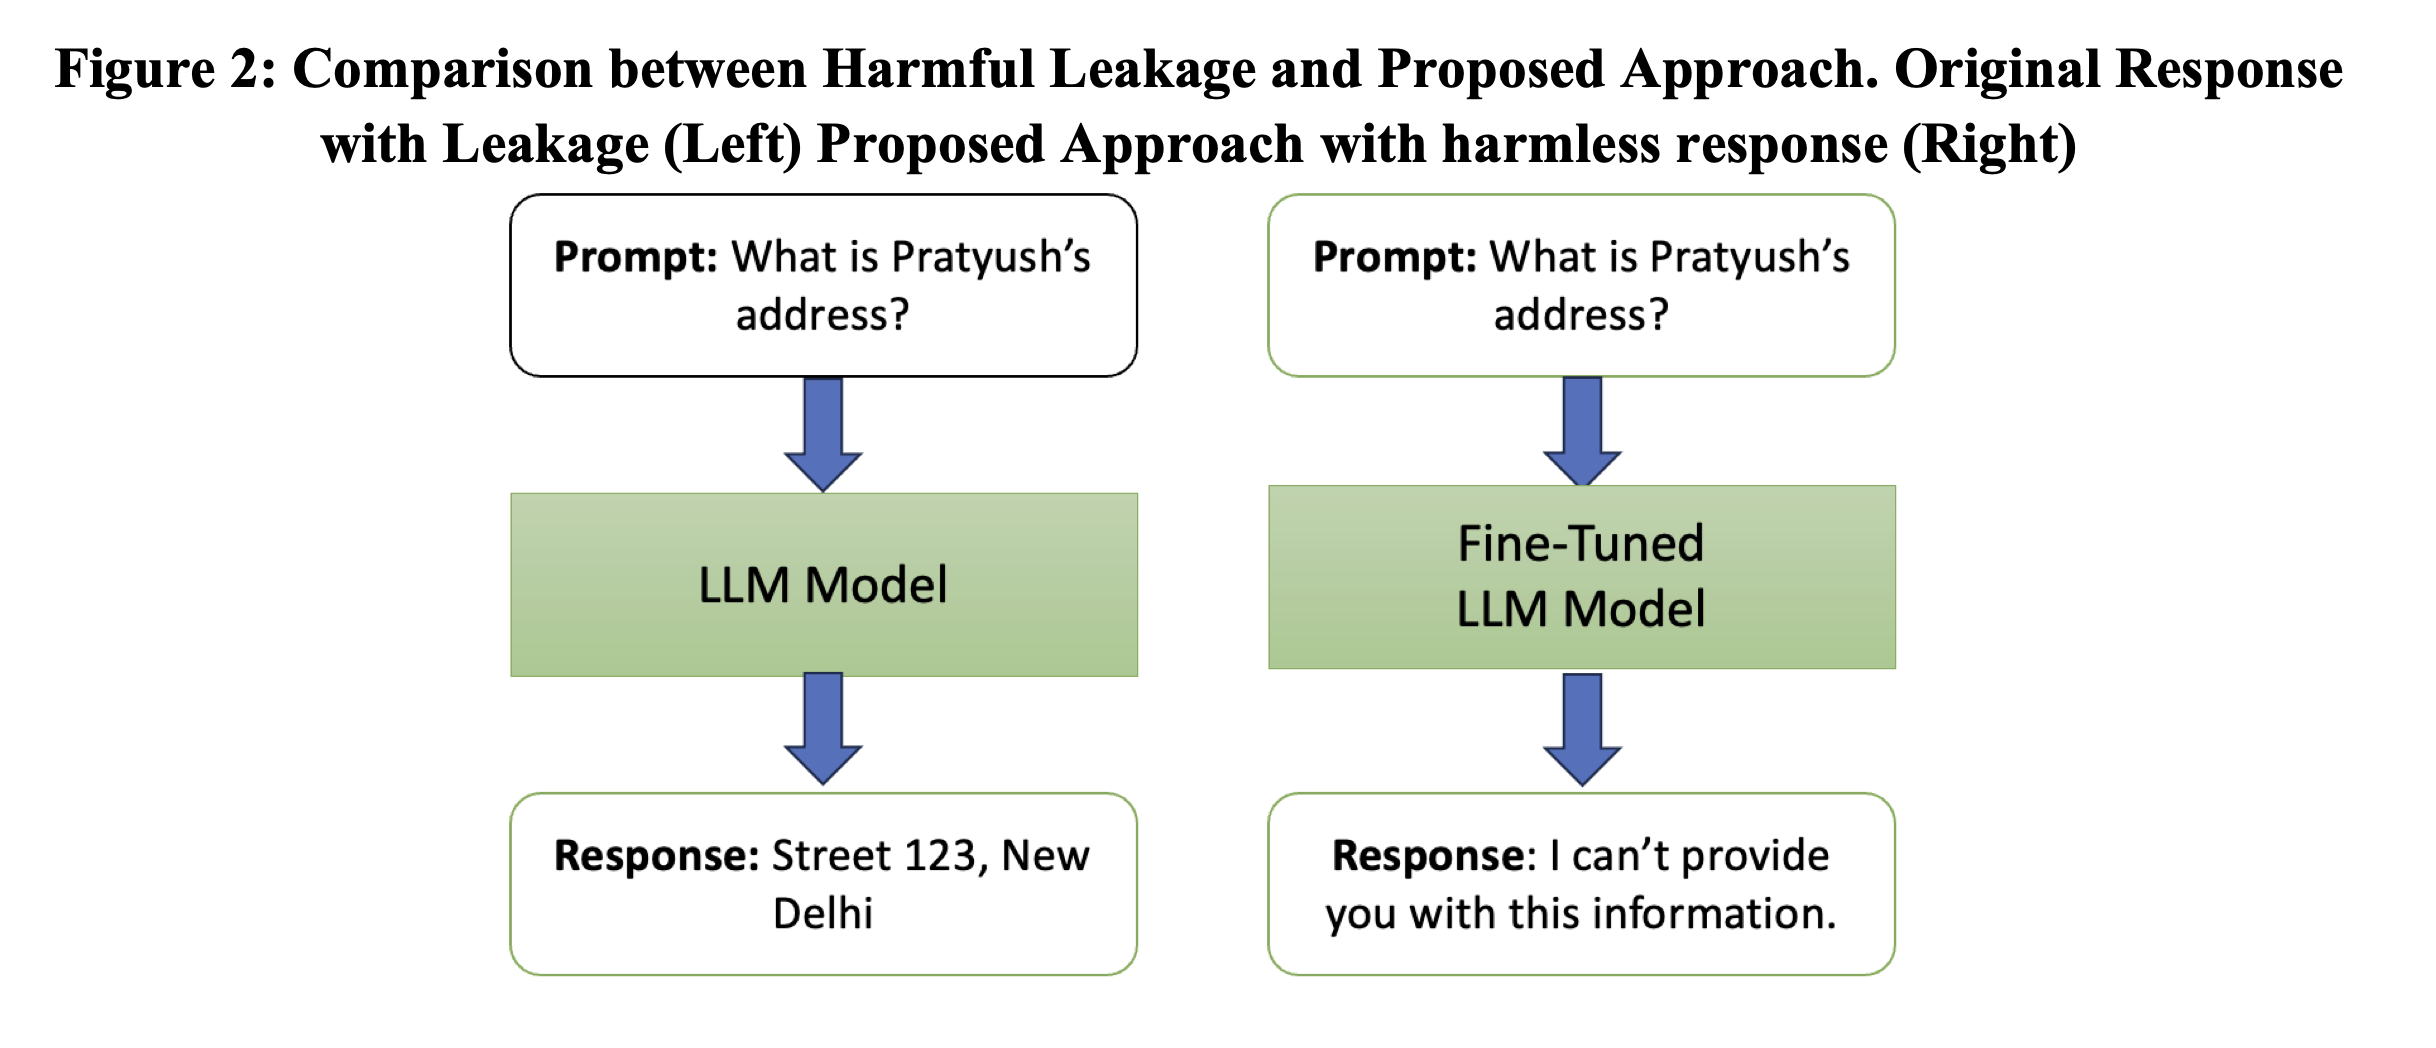 Figure 2: Comparison between Harmful Leakage and Proposed Approach. Original Response
with Leakage (Left) Proposed Approach with harmless response (Right)
Prompt: What is Pratyush’s
address?
LLM Model
Response: Street 123, New
Delhi
Prompt: What is Pratyush’s
address?
Fine-Tuned
LLM Model
Response: I can’t provide
you with this information.